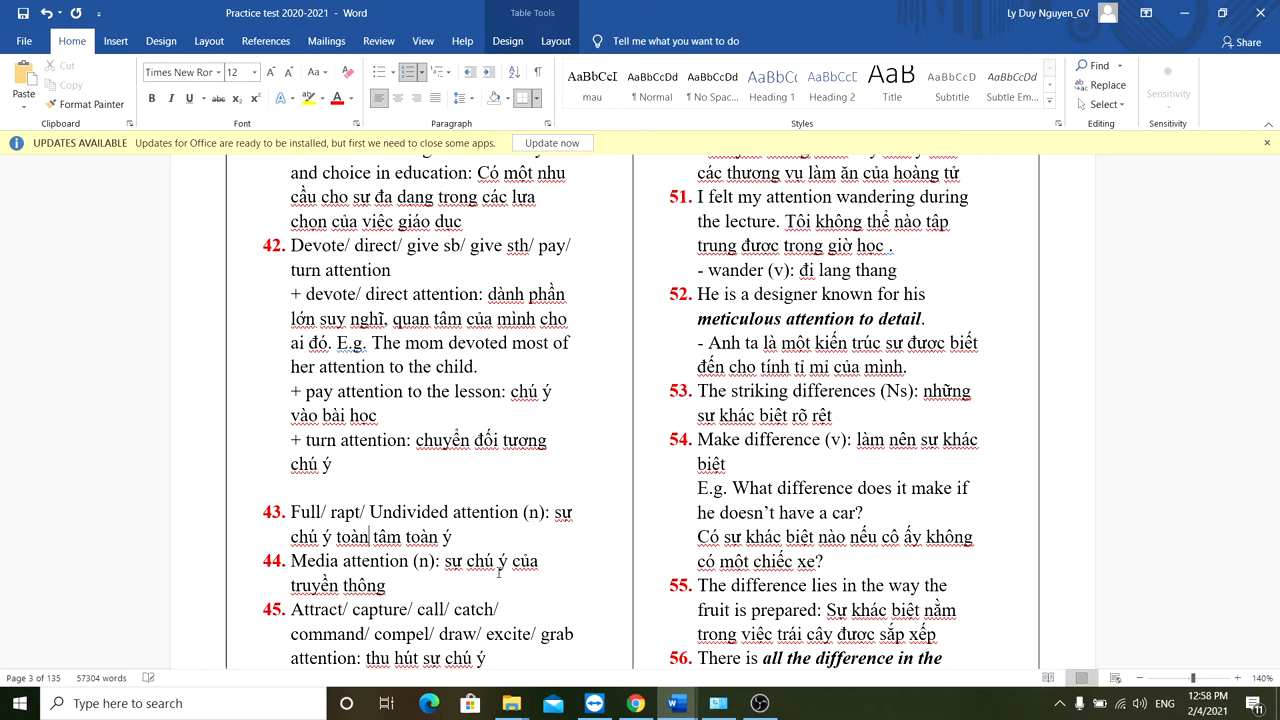 Practice test 2020-2021 - Word
Table Tools
Ly Duy Nguyen_GV
File Home Insert Design Layout References Mailings Review View Help Design Layout Tell me what you want to do Share
Cut
Copy
Format Painter
Paste
Clipboard
Times New Ror 12
Font
Paragraph
AaBbCcI AaBbCcDd AaBbCcDd AaBbCc AaBbCcI AaB AaBbCcD AaBbCcDd
mau ¶ Normal ¶ No Spac... Heading 1 Heading 2 Title Subtitle Subtle Em...
Styles
Find
Replace
Select
Editing
Sensitivity
Sensitivity
UPDATES AVAILABLE Updates for Office are ready to be installed, but first we need to close some apps. Update now
and choice in education: Có một nhu
cầu cho sự đa dạng trong các lựa
chọn của việc giáo dục
42. Devote/ direct/ give sb/ give sth/ pay/
turn attention
+ devote/ direct attention: dành phần
lớn suy nghĩ, quan tâm của mình cho
ai đó. E.g. The mom devoted most of
her attention to the child.
+ pay attention to the lesson: chú ý
vào bài học
+ turn attention: chuyển đối tượng
chú ý
43. Full/ rapt/ Undivided attention (n): sự
chú ý toàn tâm toàn ý
44. Media attention (n): sự chú ý của
truyền thông
45. Attract/ capture/ call/ catch/
command/ compel/ draw/ excite/ grab
attention: thu hút sự chú ý
các thương vụ làm ăn của hoàng tử
51. I felt my attention wandering during
the lecture. Tôi không thể nào tập
trung được trong giờ học .
- wander (v): đi lang thang
52. He is a designer known for his
meticulous attention to detail.
- Anh ta là một kiến trúc sư được biết
đến cho tính tỉ mỉ của mình.
53. The striking differences (Ns): những
sự khác biệt rõ rệt
54. Make difference (v): làm nên sự khác
biệt
E.g. What difference does it make if
he doesn’t have a car?
Có sự khác biệt nào nếu cô ấy không
có một chiếc xe?
55. The difference lies in the way the
fruit is prepared: Sự khác biệt nằm
trong việc trái cây được sắp xếp
56. There is all the difference in the
Page 3 of 135 57304 words 140%
Type here to search
12:58 PM
2/4/2021